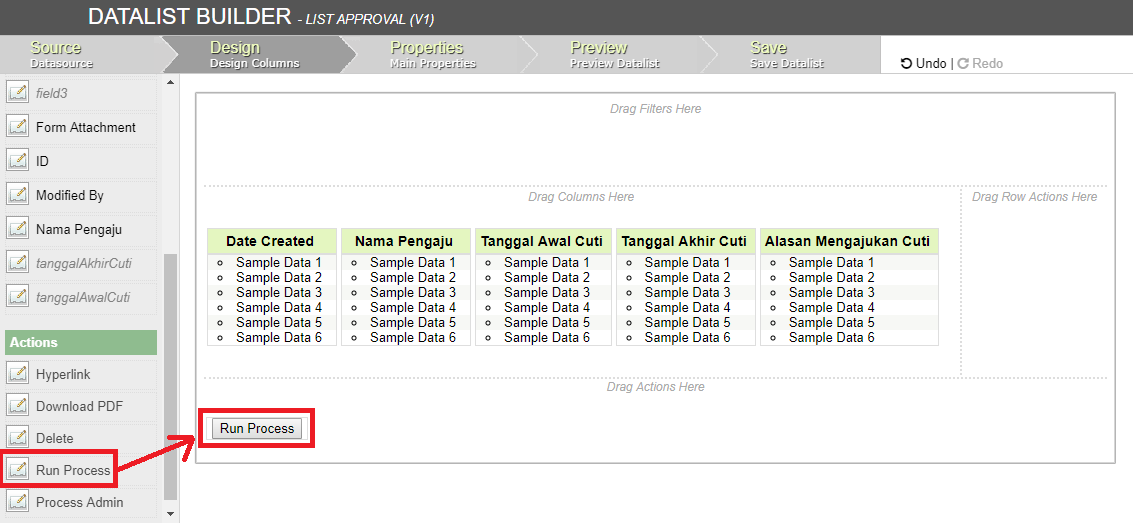 DATALIST BUILDER - LIST APPROVAL (V1)
Source
Datasource
Design
Design Columns
Properties
Main Properties
Preview
Preview Datalist
Save
Save Datalist
Undo | Redo
field3
Form Attachment
ID
Modified By
Nama Pengaju
tanggalAkhirCuti
tanggalAwalCuti
Actions
Hyperlink
Download PDF
Delete
Run Process
Process Admin
Drag Filters Here
Drag Columns Here
Drag Row Actions Here
Date Created Nama Pengaju Tanggal Awal Cuti Tanggal Akhir Cuti Alasan Mengajukan Cuti
Sample Data 1 Sample Data 1 Sample Data 1 Sample Data 1 Sample Data 1
Sample Data 2 Sample Data 2 Sample Data 2 Sample Data 2 Sample Data 2
Sample Data 3 Sample Data 3 Sample Data 3 Sample Data 3 Sample Data 3
Sample Data 4 Sample Data 4 Sample Data 4 Sample Data 4 Sample Data 4
Sample Data 5 Sample Data 5 Sample Data 5 Sample Data 5 Sample Data 5
Sample Data 6 Sample Data 6 Sample Data 6 Sample Data 6 Sample Data 6
Drag Actions Here
Run Process